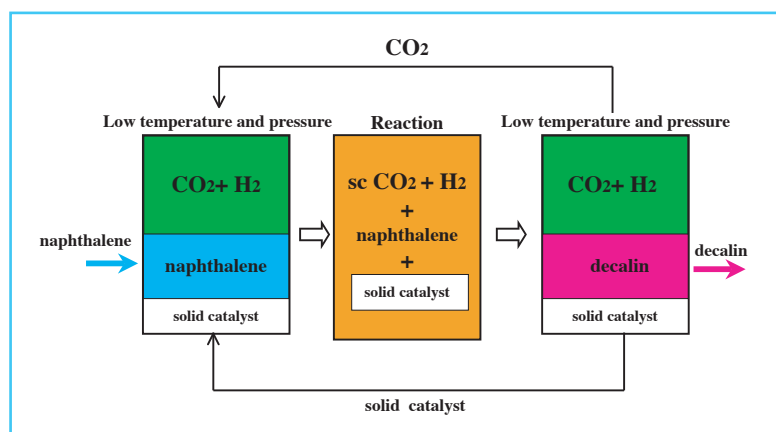 CO2
Low temperature and pressure
Reaction
Low temperature and pressure
CO2+ H2
sc CO2 + H2
+
naphthalene
+
solid catalyst
CO2+ H2
naphthalene
naphthalene
decalin
decalin
solid catalyst
solid catalyst
solid catalyst